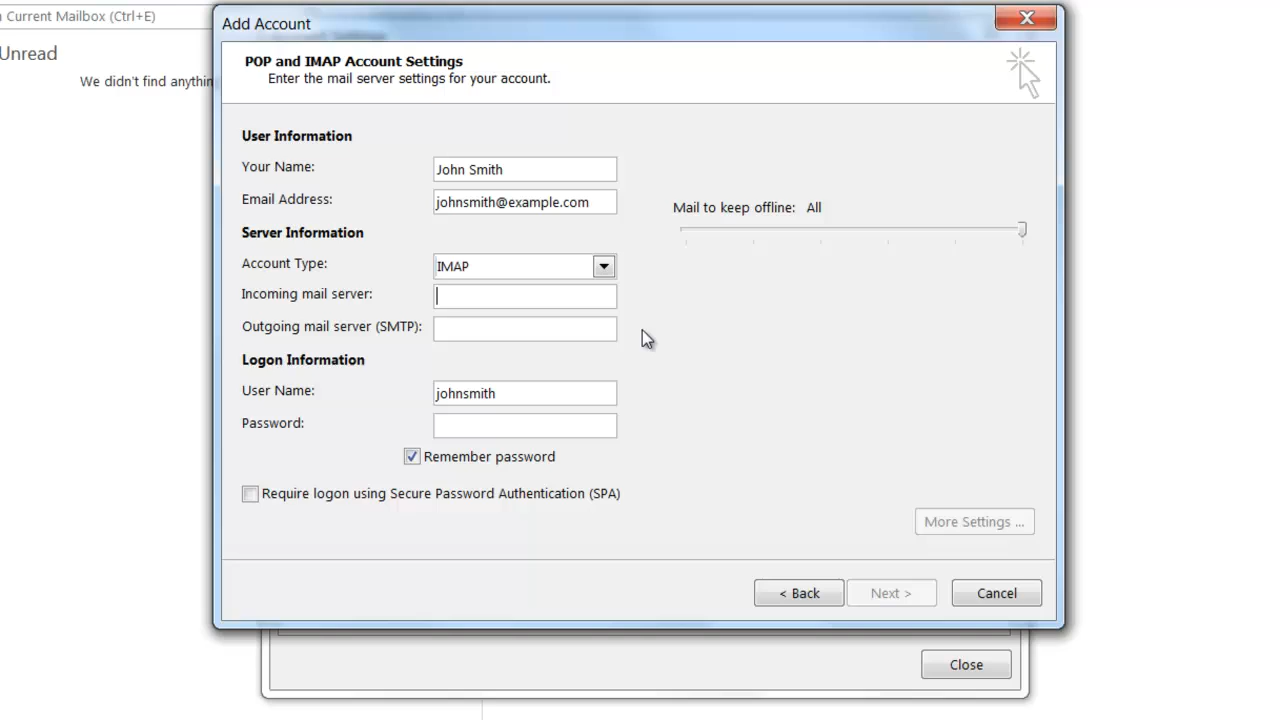 n Current Mailbox (Ctrl+E)
Unread
We didn't find anythin
Add Account
POP and IMAP Account Settings
Enter the mail server settings for your account.
User Information
Your Name: John Smith
Email Address: johnsmith@example.com
Mail to keep offline: All
Server Information
Account Type: IMAP
Incoming mail server:
Outgoing mail server (SMTP):
Logon Information
User Name: johnsmith
Password:
Remember password
Require logon using Secure Password Authentication (SPA)
More Settings ...
< Back Next > Cancel
Close